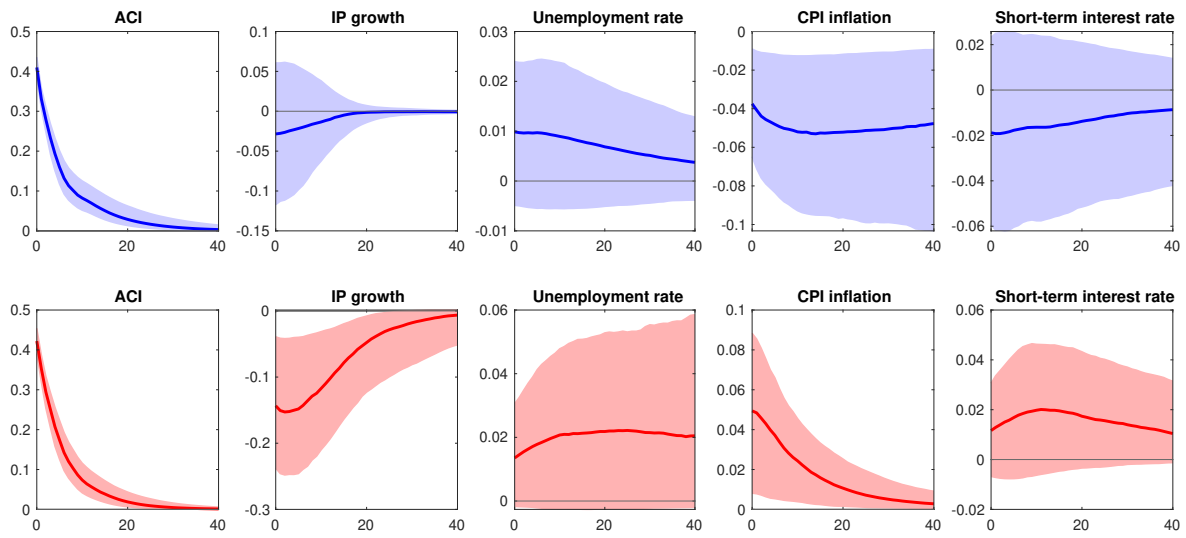 ACI
IP growth
Unemployment rate
CPI inflation
Short-term interest rate
0.5
0.4
0.3
0.2
0.1
0
0 20 40
0.1
0.05
0
-0.05
-0.1
-0.15
0 20 40
0.03
0.02
0.01
0
-0.01
0 20 40
0
-0.02
-0.04
-0.06
-0.08
-0.1
0 20 40
0.02
0
-0.02
-0.04
-0.06
0 20 40
ACI
IP growth
Unemployment rate
CPI inflation
Short-term interest rate
0.5
0.4
0.3
0.2
0.1
0
0 20 40
0
-0.1
-0.2
-0.3
0 20 40
0.06
0.04
0.02
0
0 20 40
0.1
0.08
0.06
0.04
0.02
0
0 20 40
0.06
0.04
0.02
0
-0.02
0 20 40